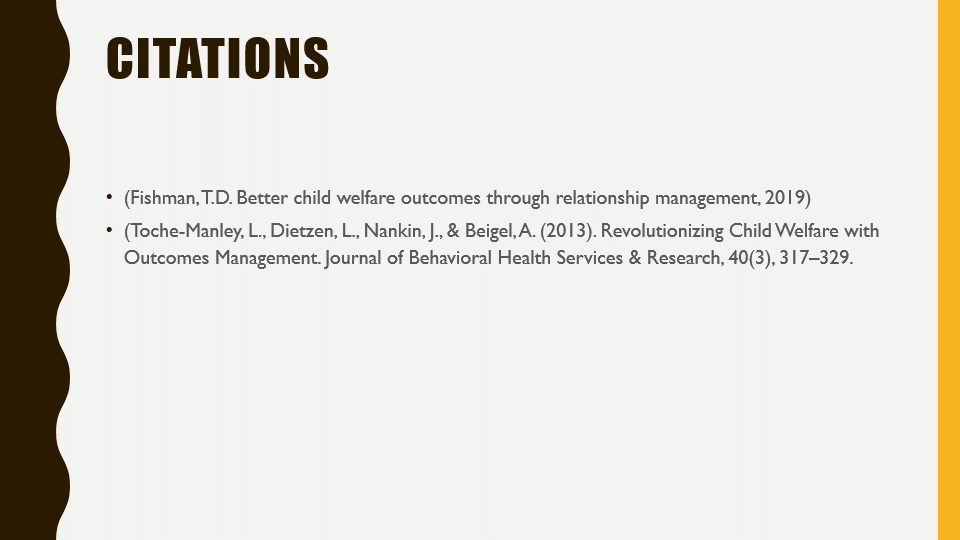 CITATIONS
• (Fishman, T.D. Better child welfare outcomes through relationship management, 2019)
• (Toche-Manley, L., Dietzen, L., Nankin, J., & Beigel, A. (2013). Revolutionizing Child Welfare with
Outcomes Management. Journal of Behavioral Health Services & Research, 40(3), 317–329.